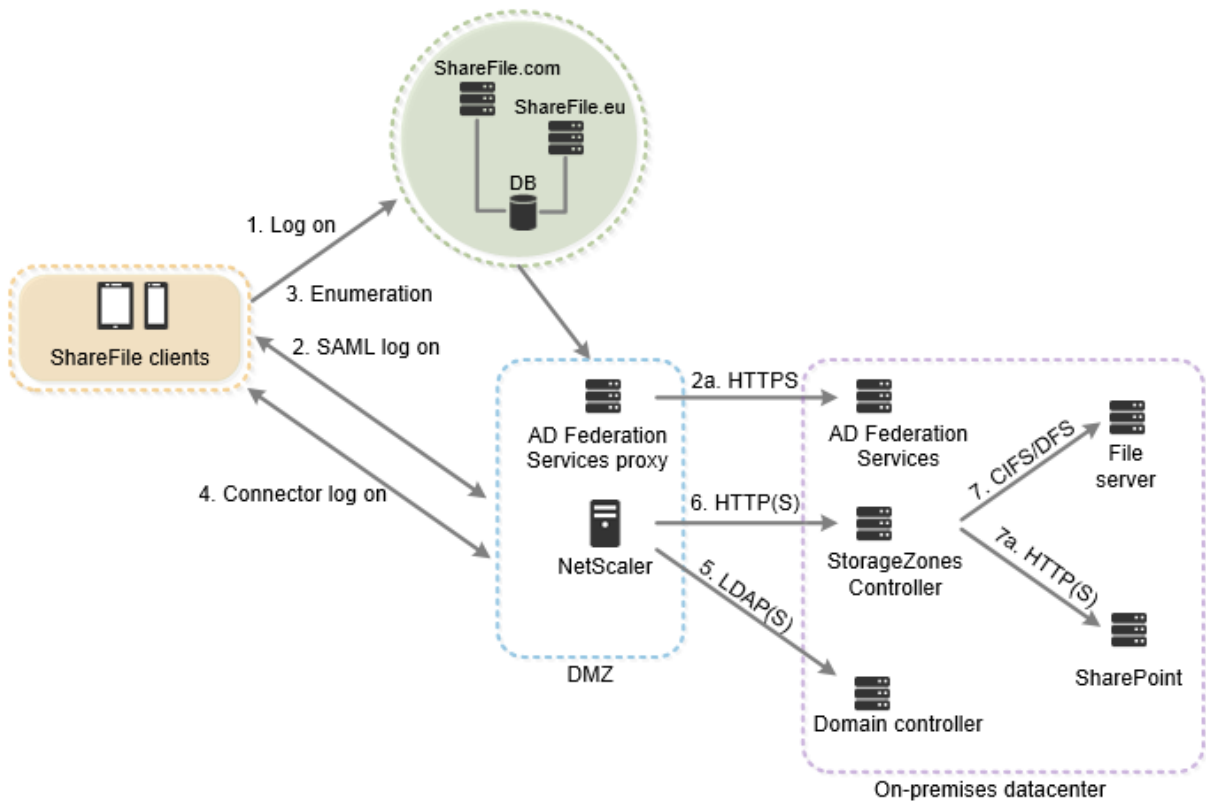 ShareFile.com
ShareFile.eu
DB
1. Log on
3. Enumeration
ShareFile clients
2. SAML log on
4. Connector log on
AD Federation
Services proxy
NetScaler
DMZ
2a. HTTPS
6. HTTP(S)
5. LDAP(S)
AD Federation
Services
StorageZones
Controller
Domain controller
7. CIFS/DFS
7a. HTTP(S)
File
server
SharePoint
On-premises datacenter